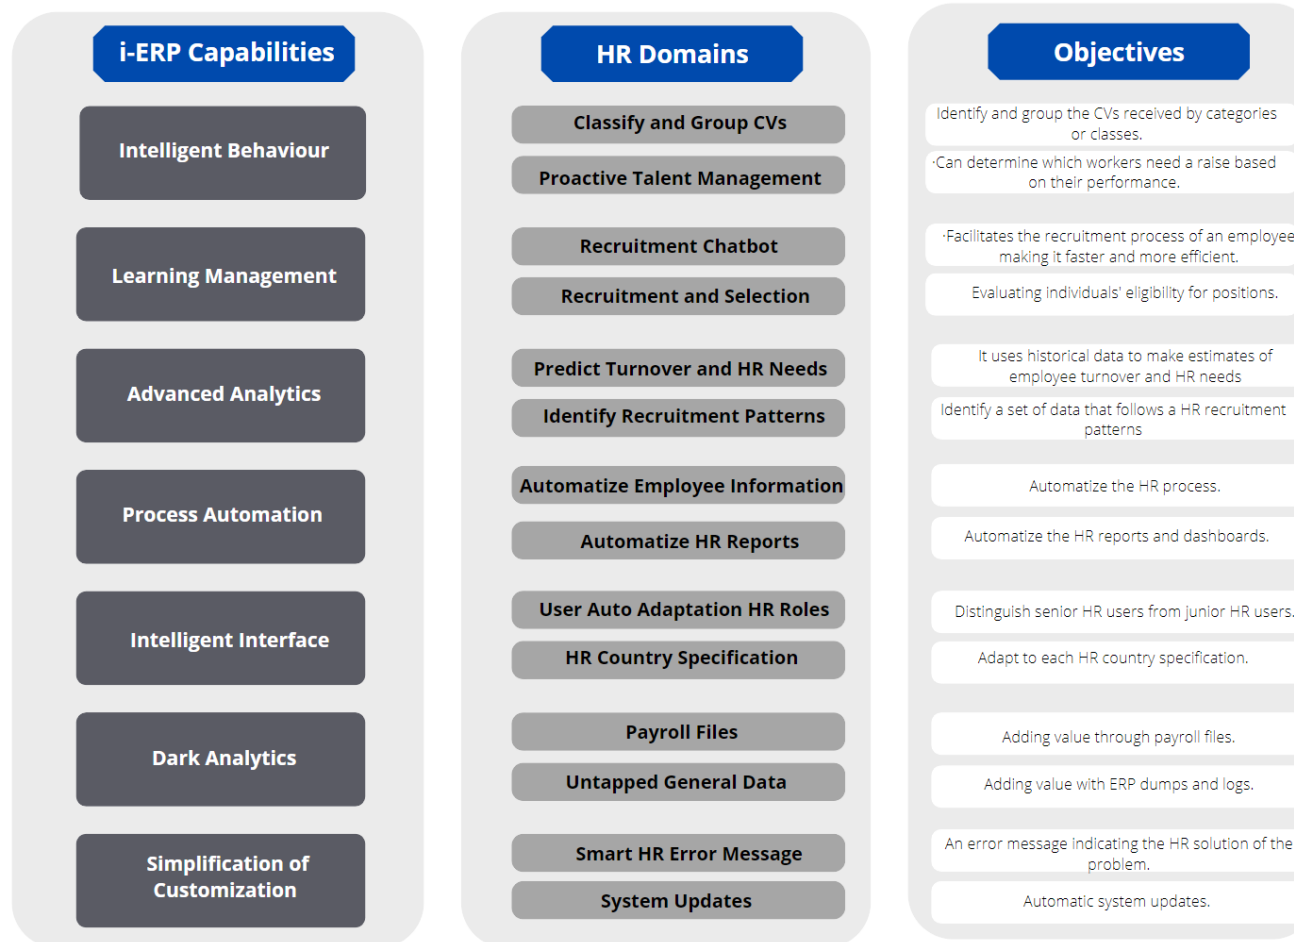 i-ERP Capabilities
HR Domains
Objectives
Intelligent Behaviour
Classify and Group CVs
Identify and group the CVs received by categories
or classes.
Proactive Talent Management
·Can determine which workers need a raise based
on their performance.
Learning Management
Recruitment Chatbot
·Facilitates the recruitment process of an employee
making it faster and more efficient.
Recruitment and Selection
Evaluating individuals' eligibility for positions.
Advanced Analytics
Predict Turnover and HR Needs
It uses historical data to make estimates of
employee turnover and HR needs
Identify Recruitment Patterns
Identify a set of data that follows a HR recruitment
patterns
Process Automation
Automatize Employee Information
Automatize the HR process.
Automatize HR Reports
Automatize the HR reports and dashboards.
Intelligent Interface
User Auto Adaptation HR Roles
Distinguish senior HR users from junior HR users.
HR Country Specification
Adapt to each HR country specification.
Dark Analytics
Payroll Files
Adding value through payroll files.
Untapped General Data
Adding value with ERP dumps and logs.
Simplification of
Customization
Smart HR Error Message
An error message indicating the HR solution of the
problem.
System Updates
Automatic system updates.